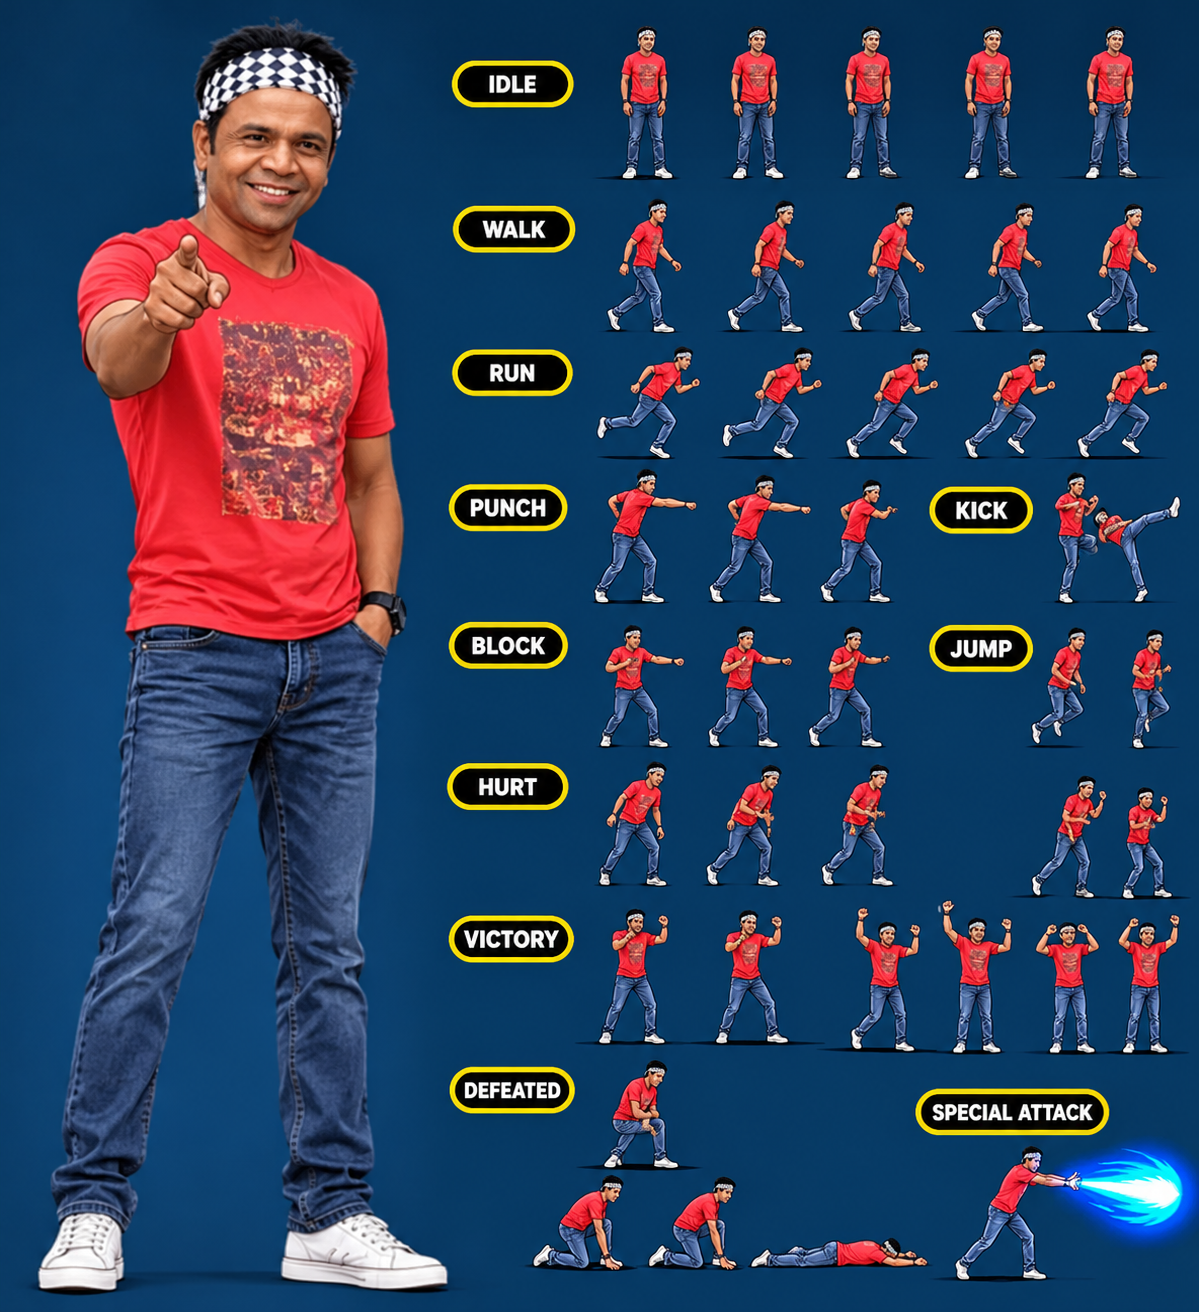 IDLE
WALK
RUN
PUNCH
KICK
BLOCK
JUMP
HURT
VICTORY
DEFEATED
SPECIAL ATTACK